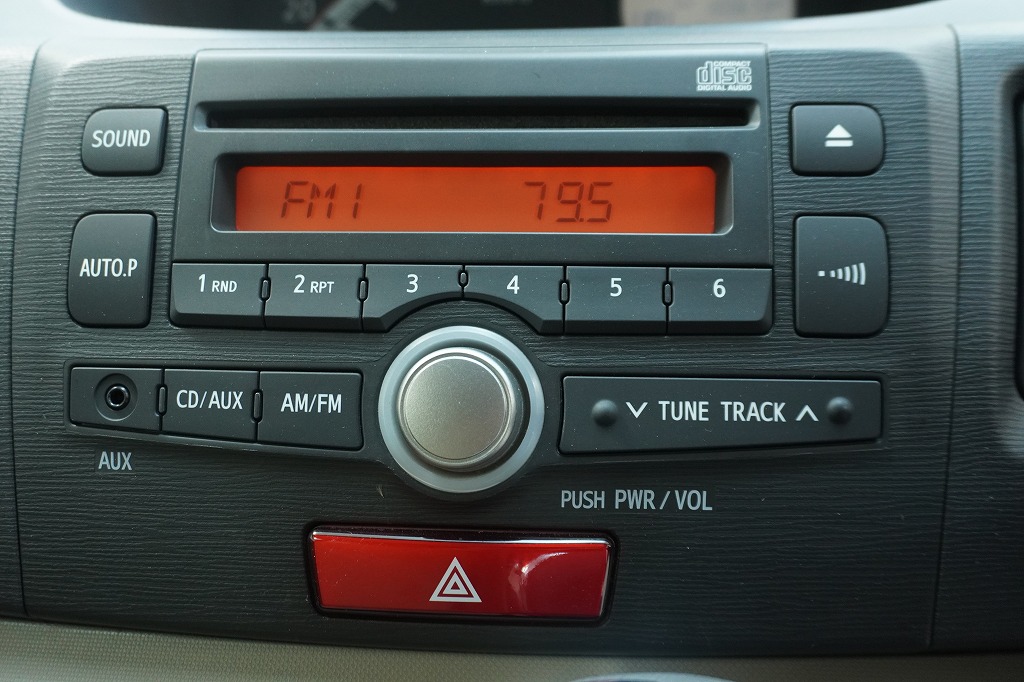 COMPACT
disc
DIGITAL AUDIO
SOUND
FM1 79.5
AUTO.P
1 RND 2 RPT 3 4 5 6
CD/AUX AM/FM TUNE TRACK
AUX
PUSH PWR/VOL